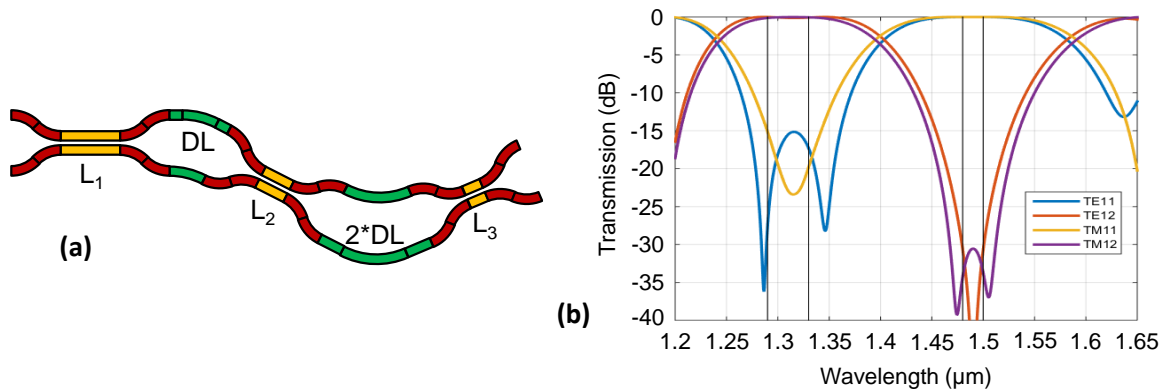 DL
L₁
L₂
2*DL
L₃
(a)
(b)
Transmission (dB)
0
-5
-10
-15
-20
-25
-30
-35
-40
TE11
TE12
TM11
TM12
1.2 1.25 1.3 1.35 1.4 1.45 1.5 1.55 1.6 1.65
Wavelength (µm)